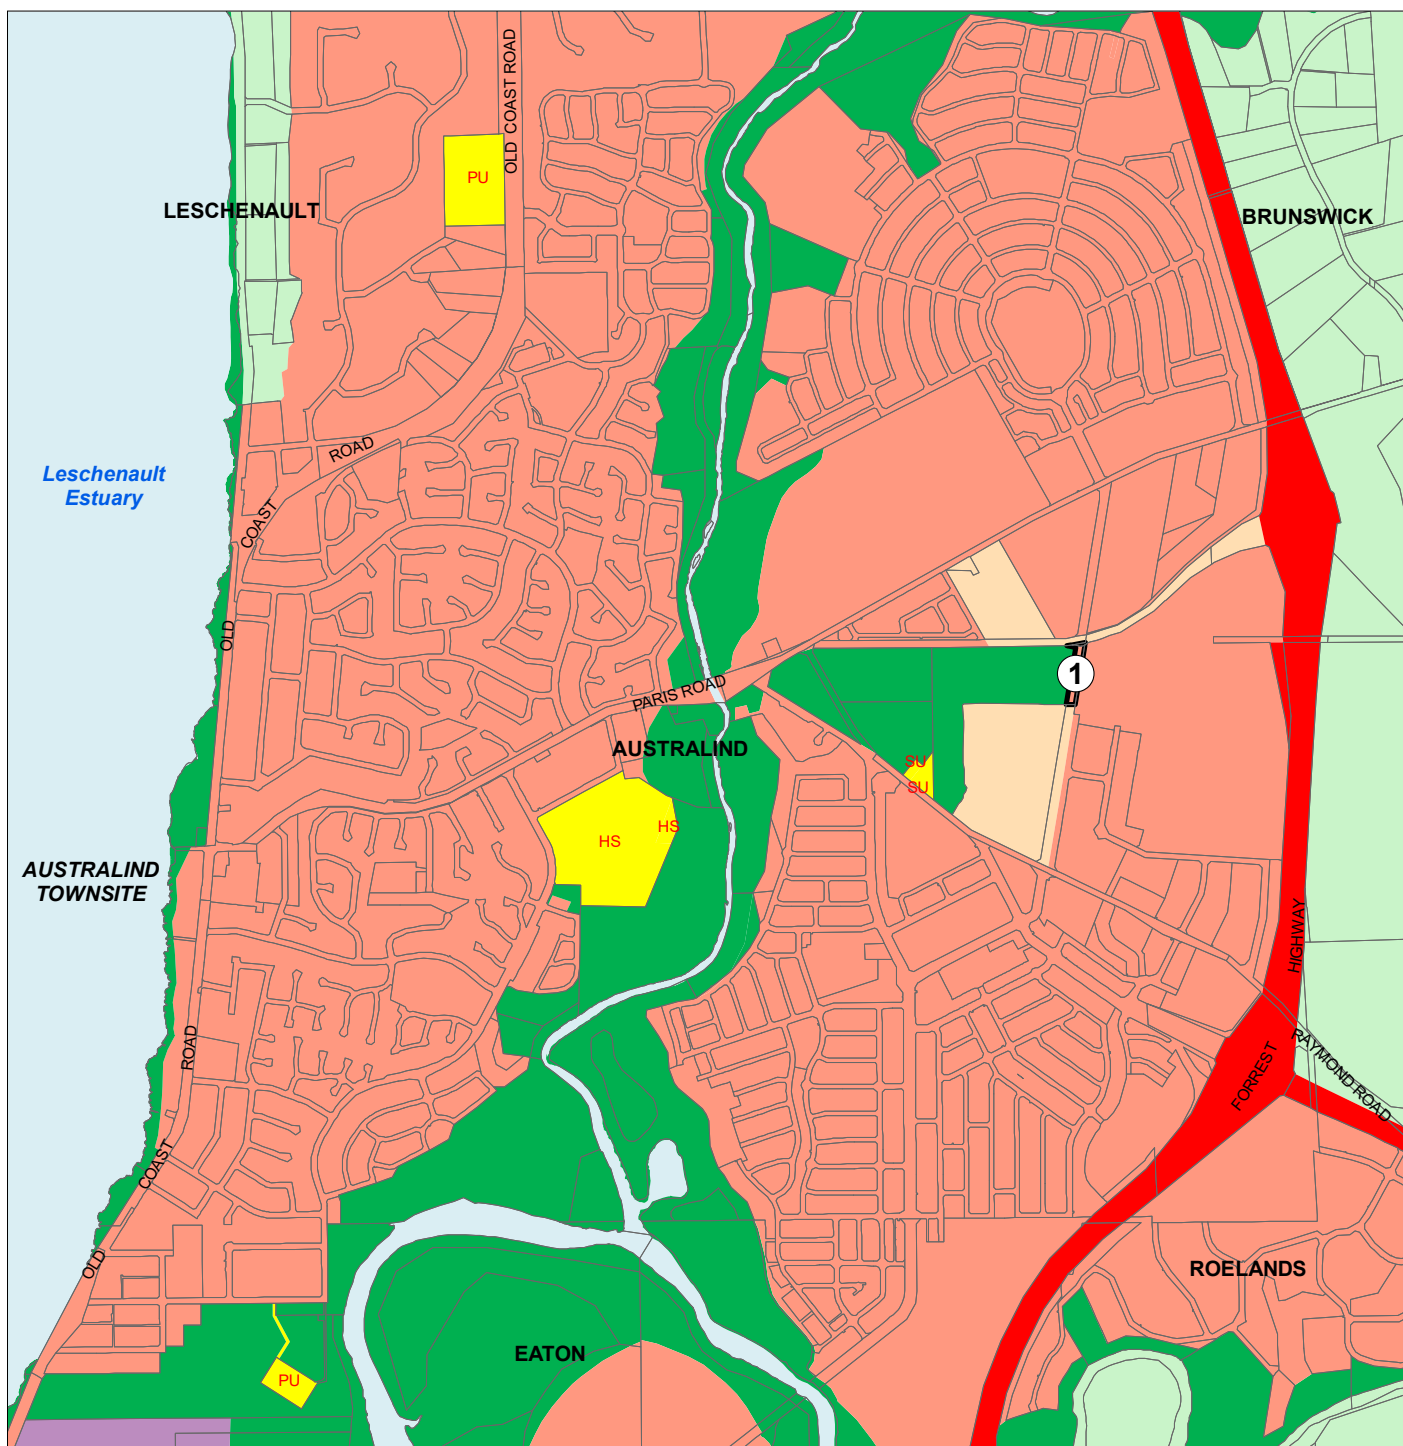 OLD COAST ROAD
PU
LESCHENAULT
BRUNSWICK
ROAD
Leschenault
Estuary
COAST
OLD
1
PARIS ROAD
AUSTRALIND
SU
SU
HS
HS
AUSTRALIND
TOWNSITE
HIGHWAY
ROAD
FORREST
RAYMOND ROAD
COAST
OLD
ROELANDS
EATON
PU